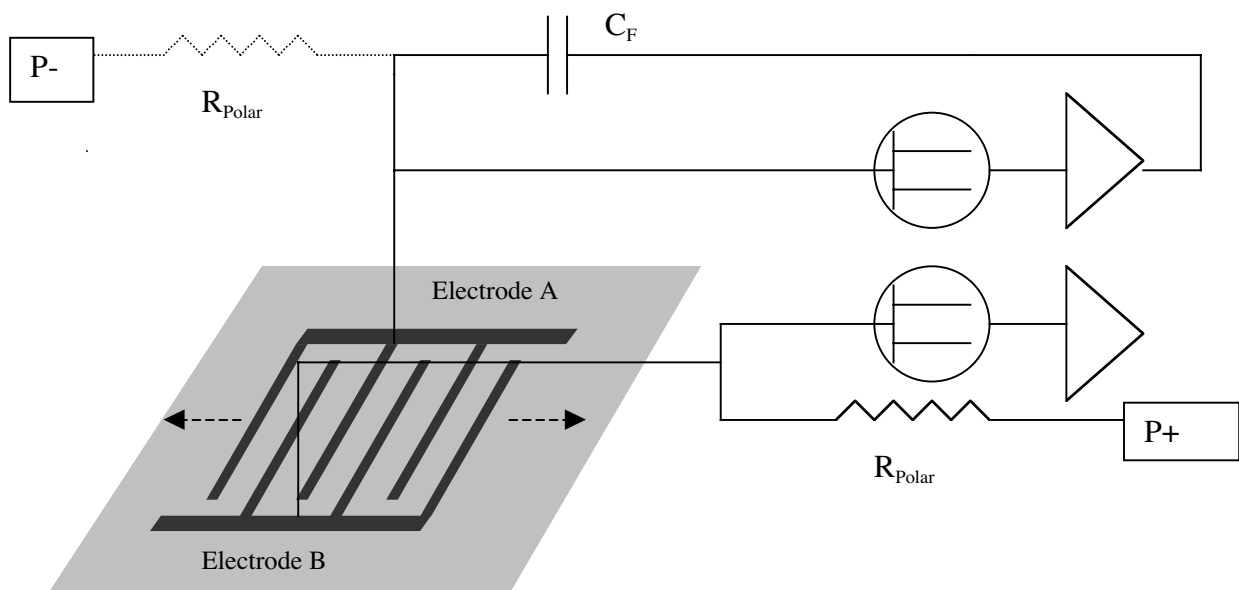 C_F
P-
R_Polar
Electrode A
P+
R_Polar
Electrode B